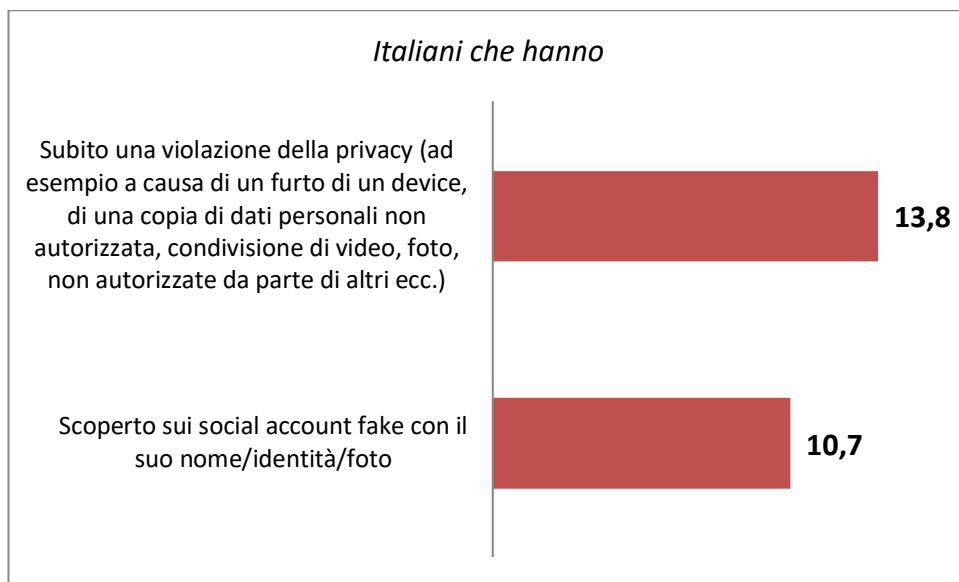 Italiani che hanno
Subito una violazione della privacy (ad
esempio a causa di un furto di un device,
di una copia di dati personali non
autorizzata, condivisione di video, foto,
non autorizzate da parte di altri ecc.)
13,8
Scoperto sui social account fake con il
suo nome/identità/foto
10,7